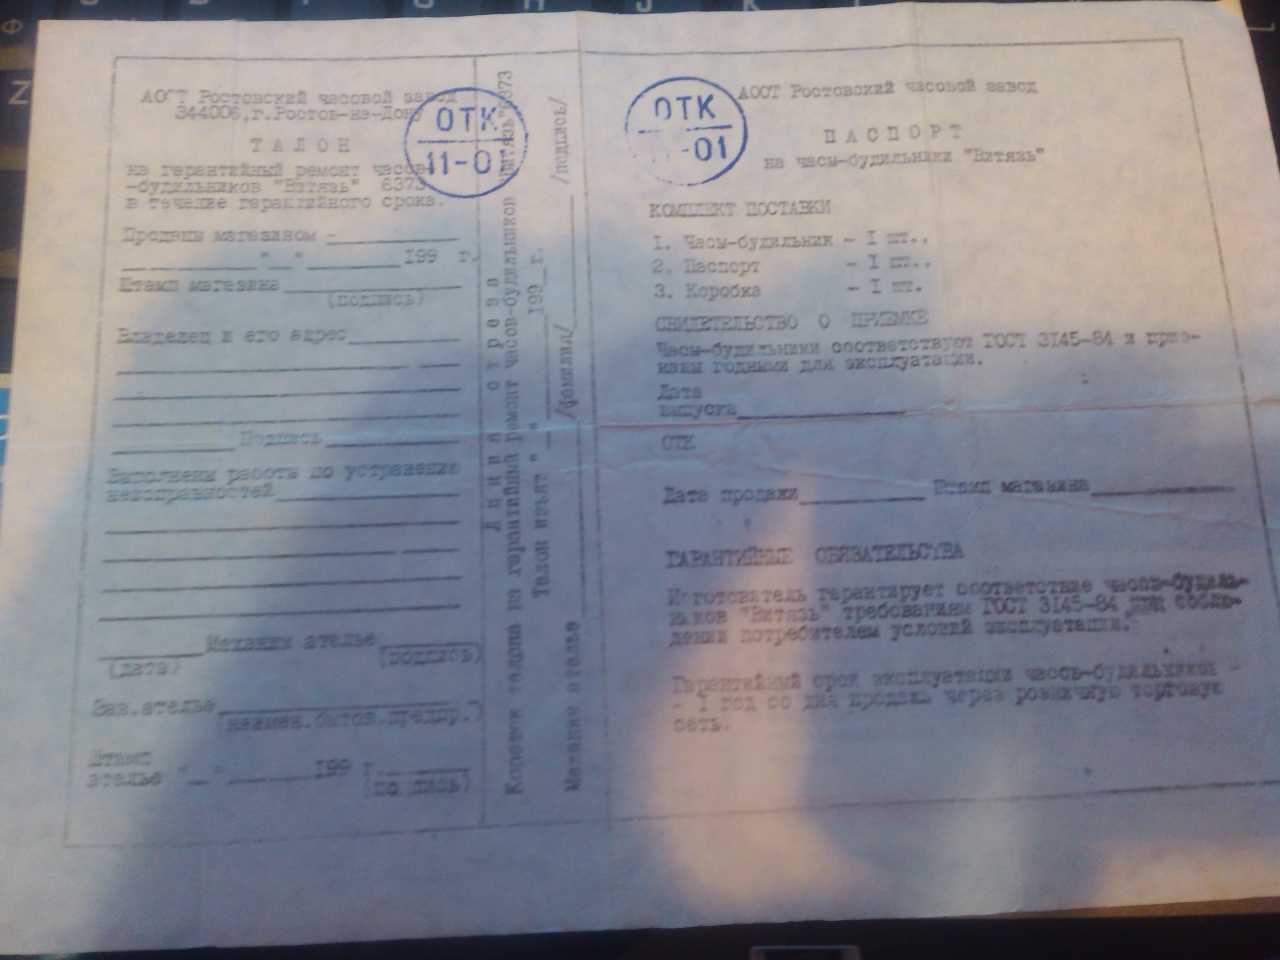 АООТ Ростовский часовой завод
344006, г.Ростов-на-Дону
ТАЛОН
на гарантийный ремонт часов
-будильников "Витязь" 6373
в течение гарантийного срока.
Проданы магазином -
" " 199 г.
Штамп магазина
(подпись)
Владелец и его адрес
Подпись
Выполнены работы по устранению
неисправностей
Механик ателье
(дата) (подпись)
Зав.ателье
(наимен.бытов.предпр.)
Штамп
ателье " " 199
(подпись)
ОТК
11-0
Линия отреза
Корешок талона на гарантийный ремонт часов-будильников "Витязь" 6373
Талон изъят " " 199 г.
Механик ателье /фамилия/ /подпись/
ОТК
-01
АООТ Ростовский часовой завод
ПАСПОРТ
на часы-будильники "Витязь"
КОМПЛЕКТ ПОСТАВКИ
1. Часы-будильник - I шт.,
2. Паспорт - I шт.,
3. Коробка - I шт.
СВИДЕТЕЛЬСТВО О ПРИЕМКЕ
Часы-будильники соответствуют ГОСТ 3145-84 и приз-
наны годными для эксплуатации.
Дата
выпуска
ОТК
Дата продажи Штамп магазина
ГАРАНТИЙНЫЕ ОБЯЗАТЕЛЬСТВА
Изготовитель гарантирует соответствие часов-будиль-
ников "Витязь" требованиям ГОСТ 3145-84 при соблю-
дении потребителем условий эксплуатации.
Гарантийный срок эксплуатации часов-будильников -
- 1 год со дня продажи через розничную торговую
сеть.